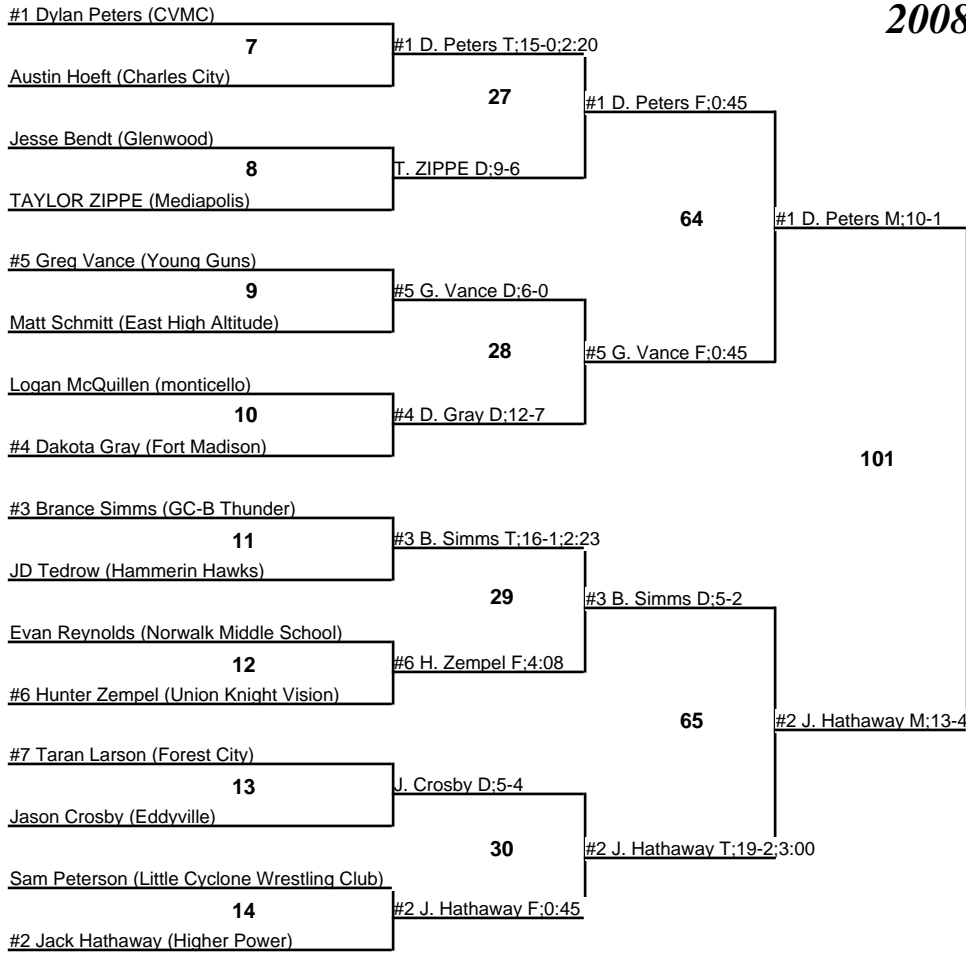 #1 Dylan Peters (CVMC)
2008
7
#1 D. Peters T;15-0;2:20
Austin Hoeft (Charles City)
27
#1 D. Peters F;0:45
Jesse Bendt (Glenwood)
8
T. ZIPPE D;9-6
TAYLOR ZIPPE (Mediapolis)
64
#1 D. Peters M;10-1
#5 Greg Vance (Young Guns)
9
#5 G. Vance D;6-0
Matt Schmitt (East High Altitude)
28
#5 G. Vance F;0:45
Logan McQuillen (monticello)
10
#4 D. Gray D;12-7
#4 Dakota Gray (Fort Madison)
101
#3 Brance Simms (GC-B Thunder)
11
#3 B. Simms T;16-1;2:23
JD Tedrow (Hammerin Hawks)
29
#3 B. Simms D;5-2
Evan Reynolds (Norwalk Middle School)
12
#6 H. Zempel F;4:08
#6 Hunter Zempel (Union Knight Vision)
65
#2 J. Hathaway M;13-4
#7 Taran Larson (Forest City)
13
J. Crosby D;5-4
Jason Crosby (Eddyville)
30
#2 J. Hathaway T;19-2;3:00
Sam Peterson (Little Cyclone Wrestling Club)
14
#2 J. Hathaway F;0:45
#2 Jack Hathaway (Higher Power)